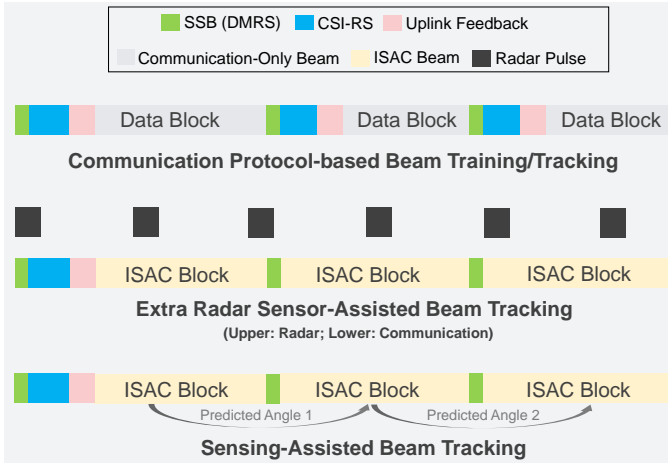 SSB (DMRS) CSI-RS Uplink Feedback
Communication-Only Beam ISAC Beam Radar Pulse
Data Block Data Block Data Block
Communication Protocol-based Beam Training/Tracking
ISAC Block ISAC Block ISAC Block
Extra Radar Sensor-Assisted Beam Tracking
(Upper: Radar; Lower: Communication)
ISAC Block ISAC Block ISAC Block
Predicted Angle 1 Predicted Angle 2
Sensing-Assisted Beam Tracking